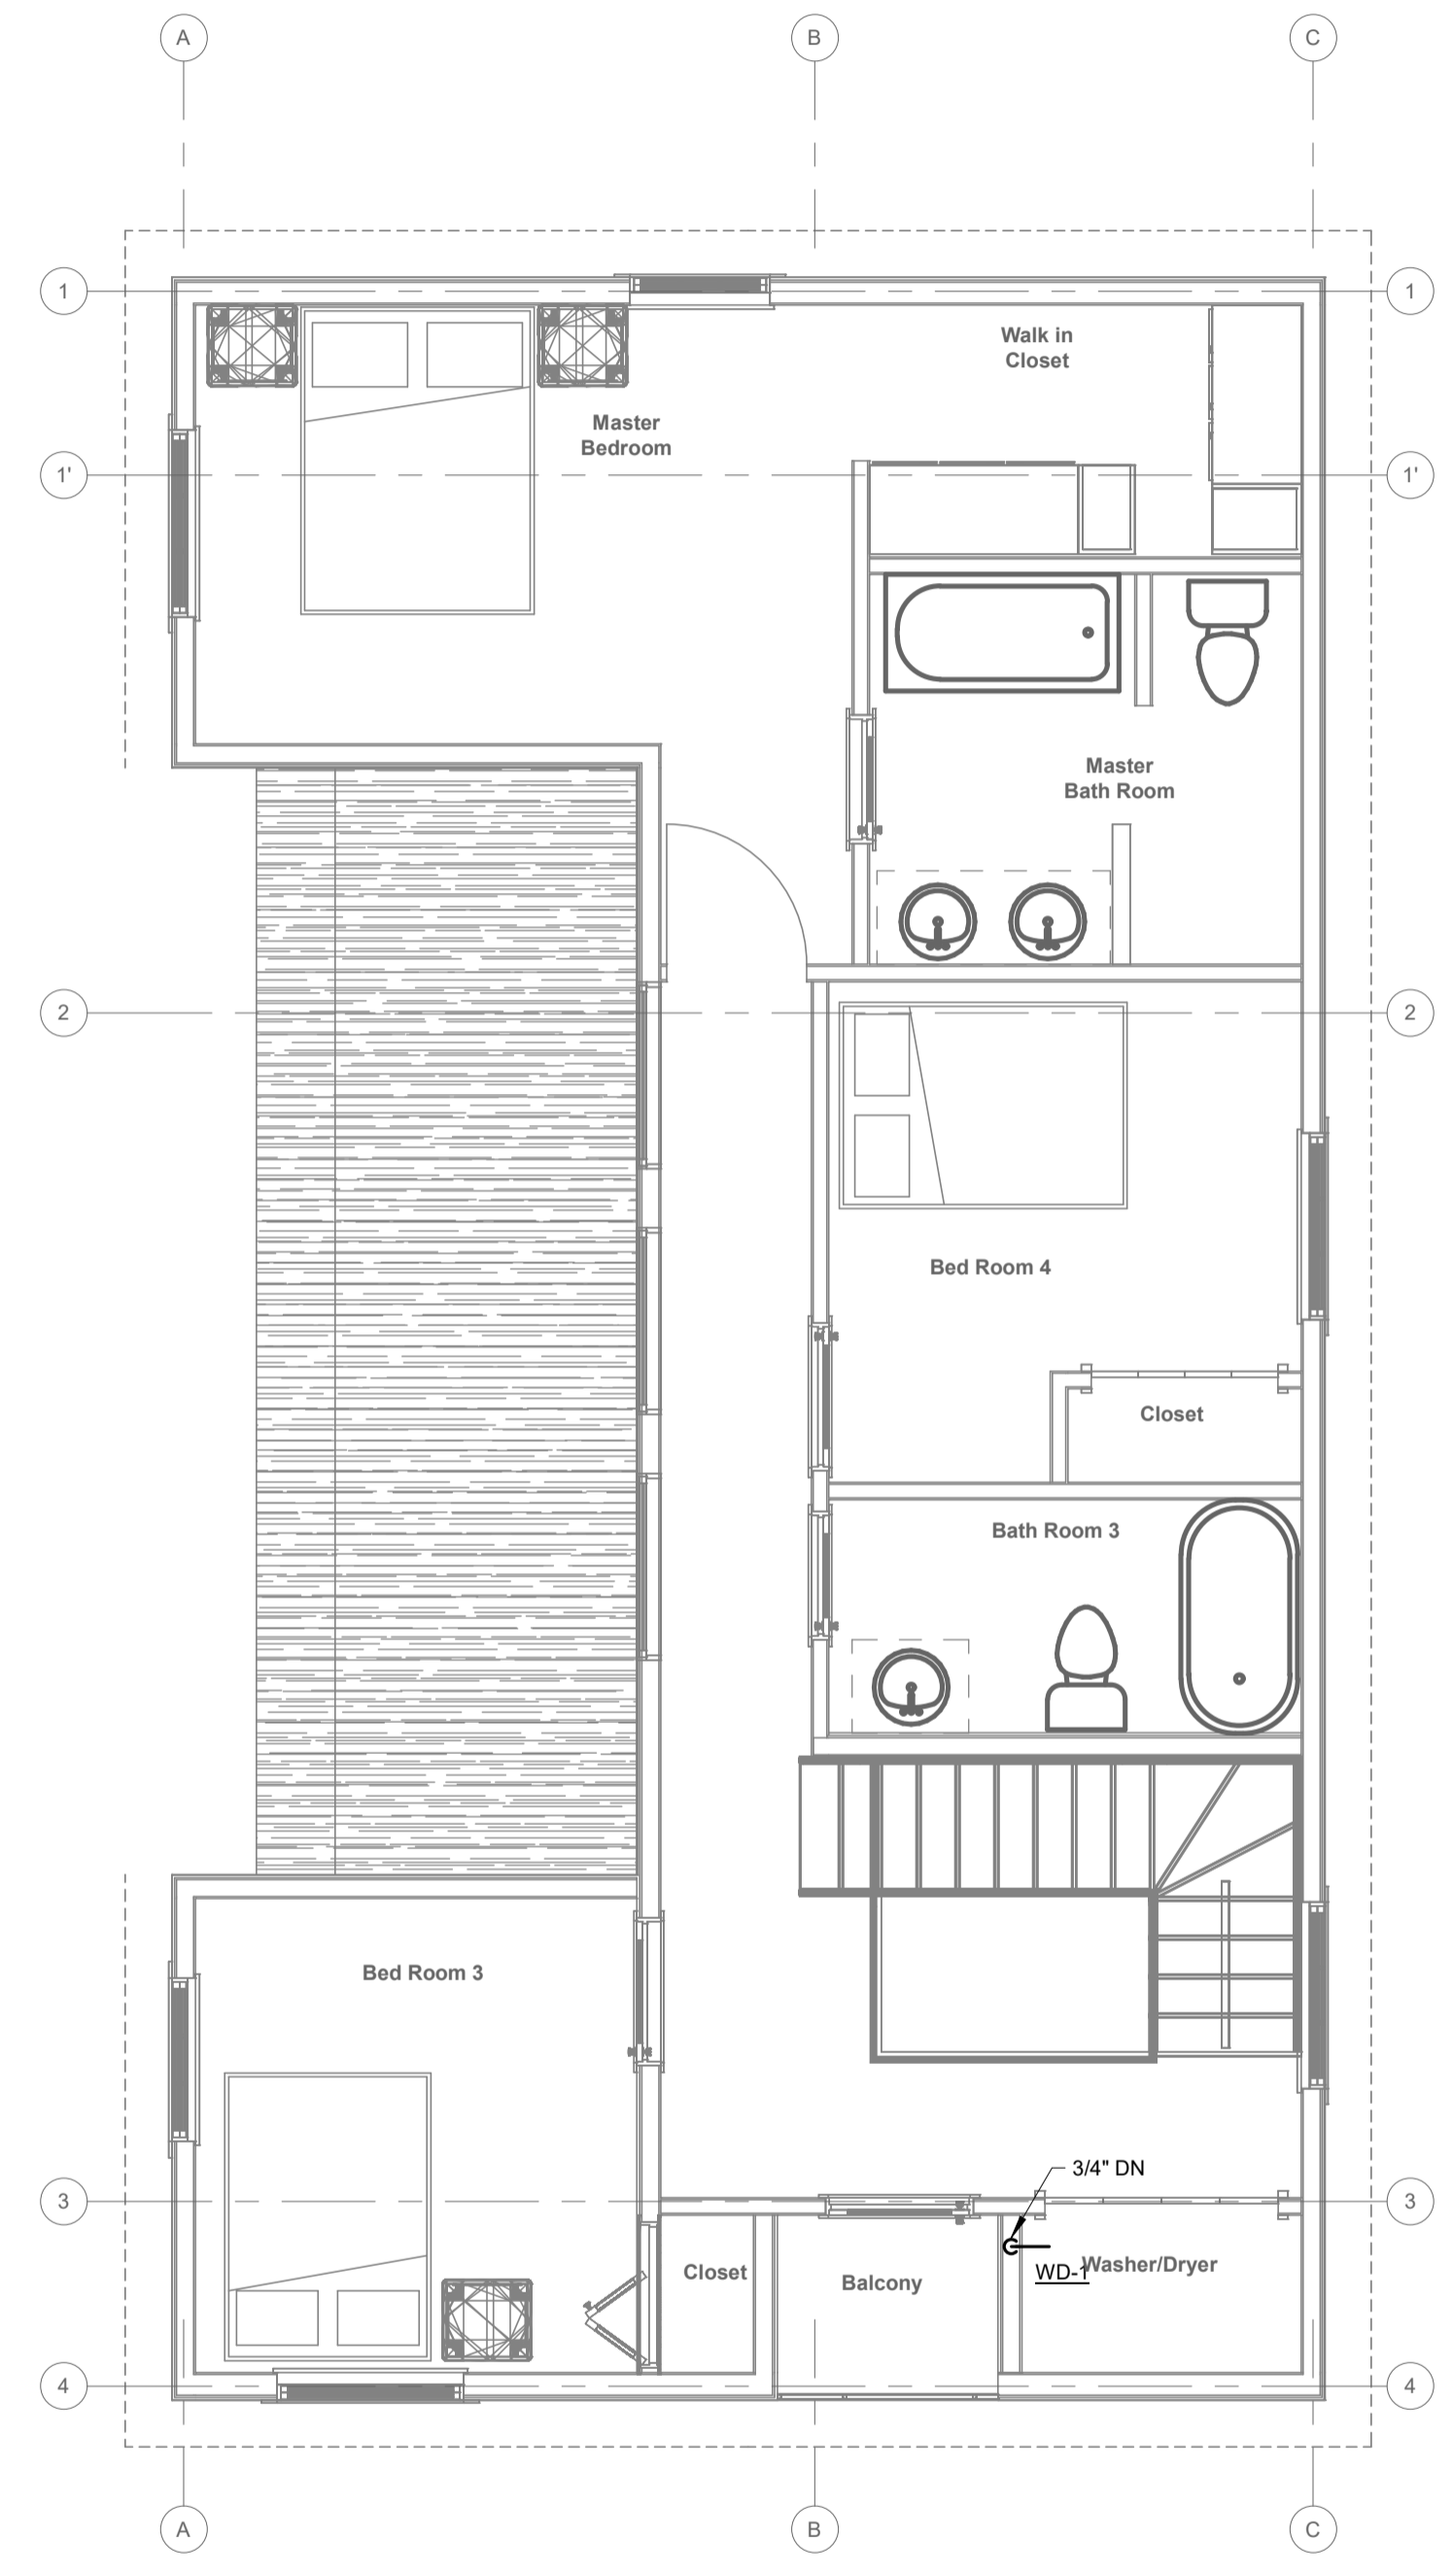 A
B
C
1
1
Walk in
Closet
Master
Bedroom
1'
1'
Master
Bath Room
2
2
Bed Room 4
Closet
Bath Room 3
Bed Room 3
3/4" DN
3
3
Closet
Balcony
WD-1
Washer/Dryer
4
4
A
B
C